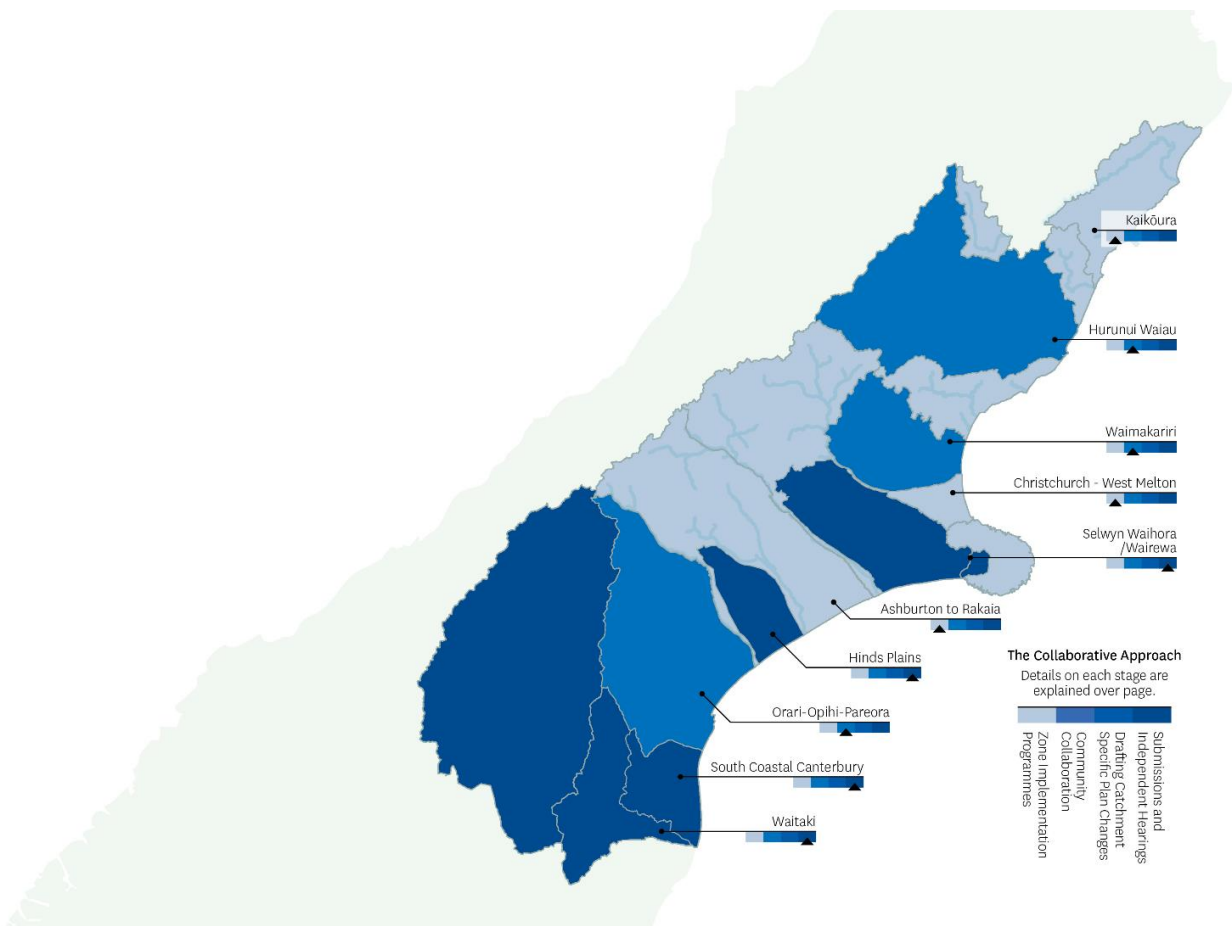 Kaikōura
Hurunui Waiau
Waimakariri
Christchurch - West Melton
Selwyn Waihora
/Wairewa
Ashburton to Rakaia
Hinds Plains
Orari-Opihi-Pareora
South Coastal Canterbury
Waitaki
The Collaborative Approach
Details on each stage are
explained over page.
Zone Implementation
Programmes
Community
Collaboration
Drafting Catchment
Specific Plan Changes
Submissions and
Independent Hearings